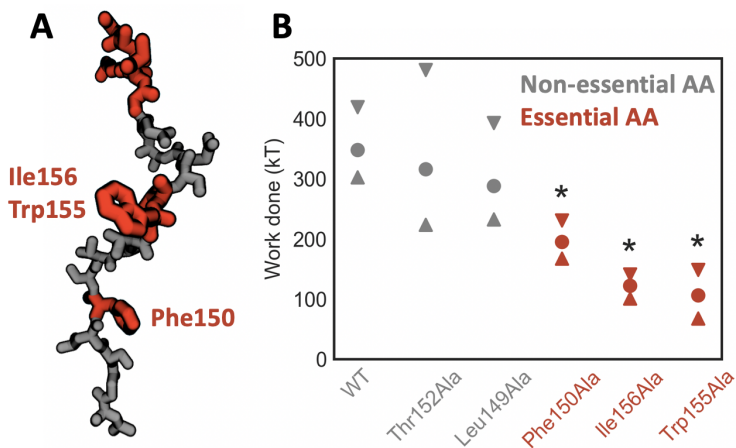 A
Ile156
Trp155
Phe150
B
Non-essential AA
Essential AA
Work done (kT)
500
400
300
200
100
0
*
*
*
WT
Thr152Ala
Leu149Ala
Phe150Ala
Ile156Ala
Trp155Ala